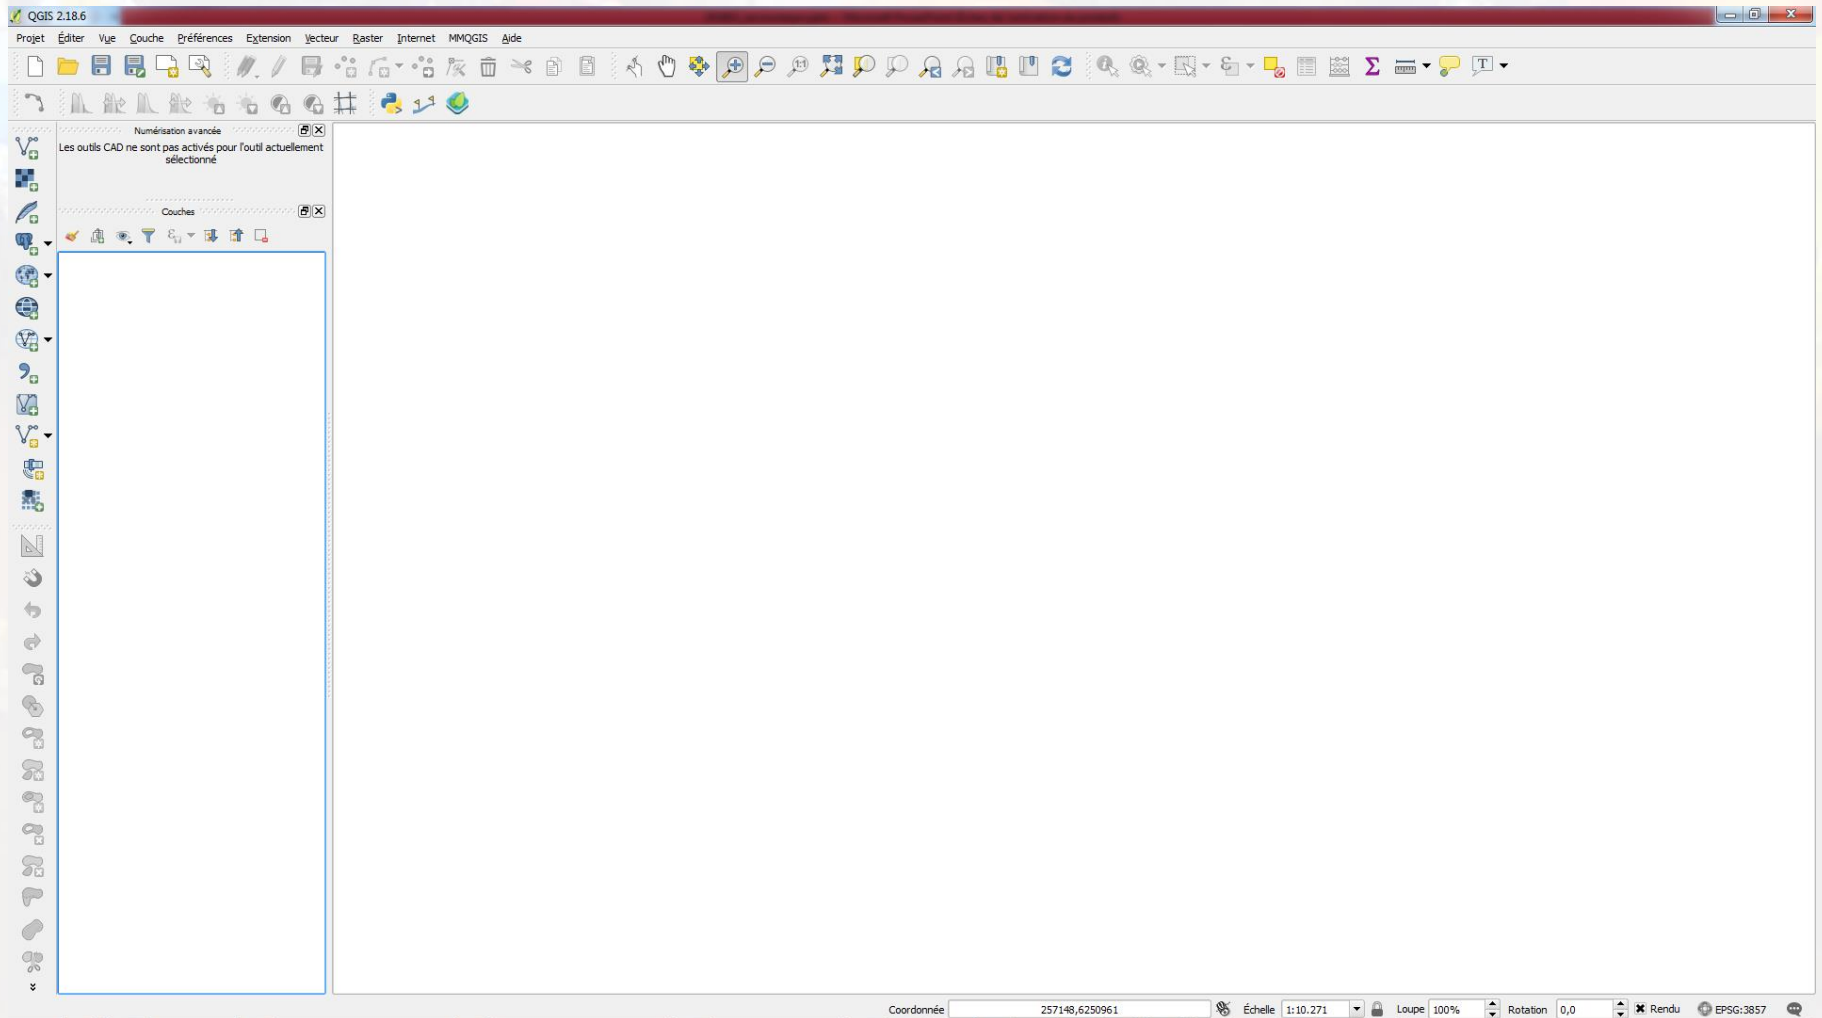 QGIS 2.18.6
Projet Éditer Vue Couche Préférences Extension Vecteur Raster Internet MMQGIS Aide
Numérisation avancée
Les outils CAD ne sont pas activés pour l'outil actuellement
sélectionné
Couches
Coordonnée 257148,6250961 Échelle 1:10.271 Loupe 100% Rotation 0,0 Rendu EPSG:3857